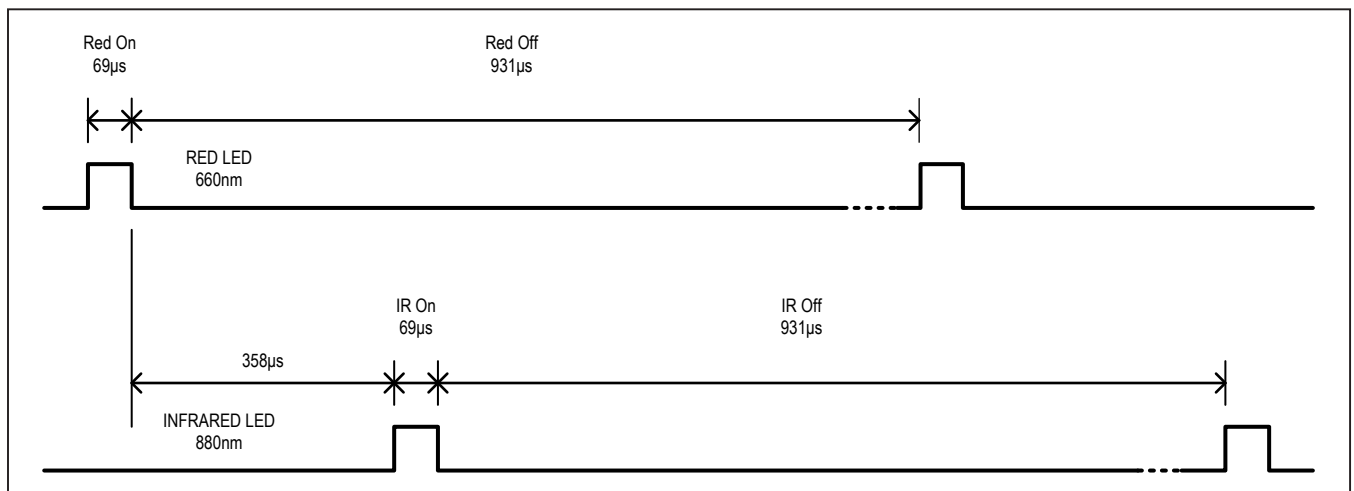 Red On
69µs
Red Off
931µs
RED LED
660nm
IR On
69µs
IR Off
931µs
358µs
INFRARED LED
880nm